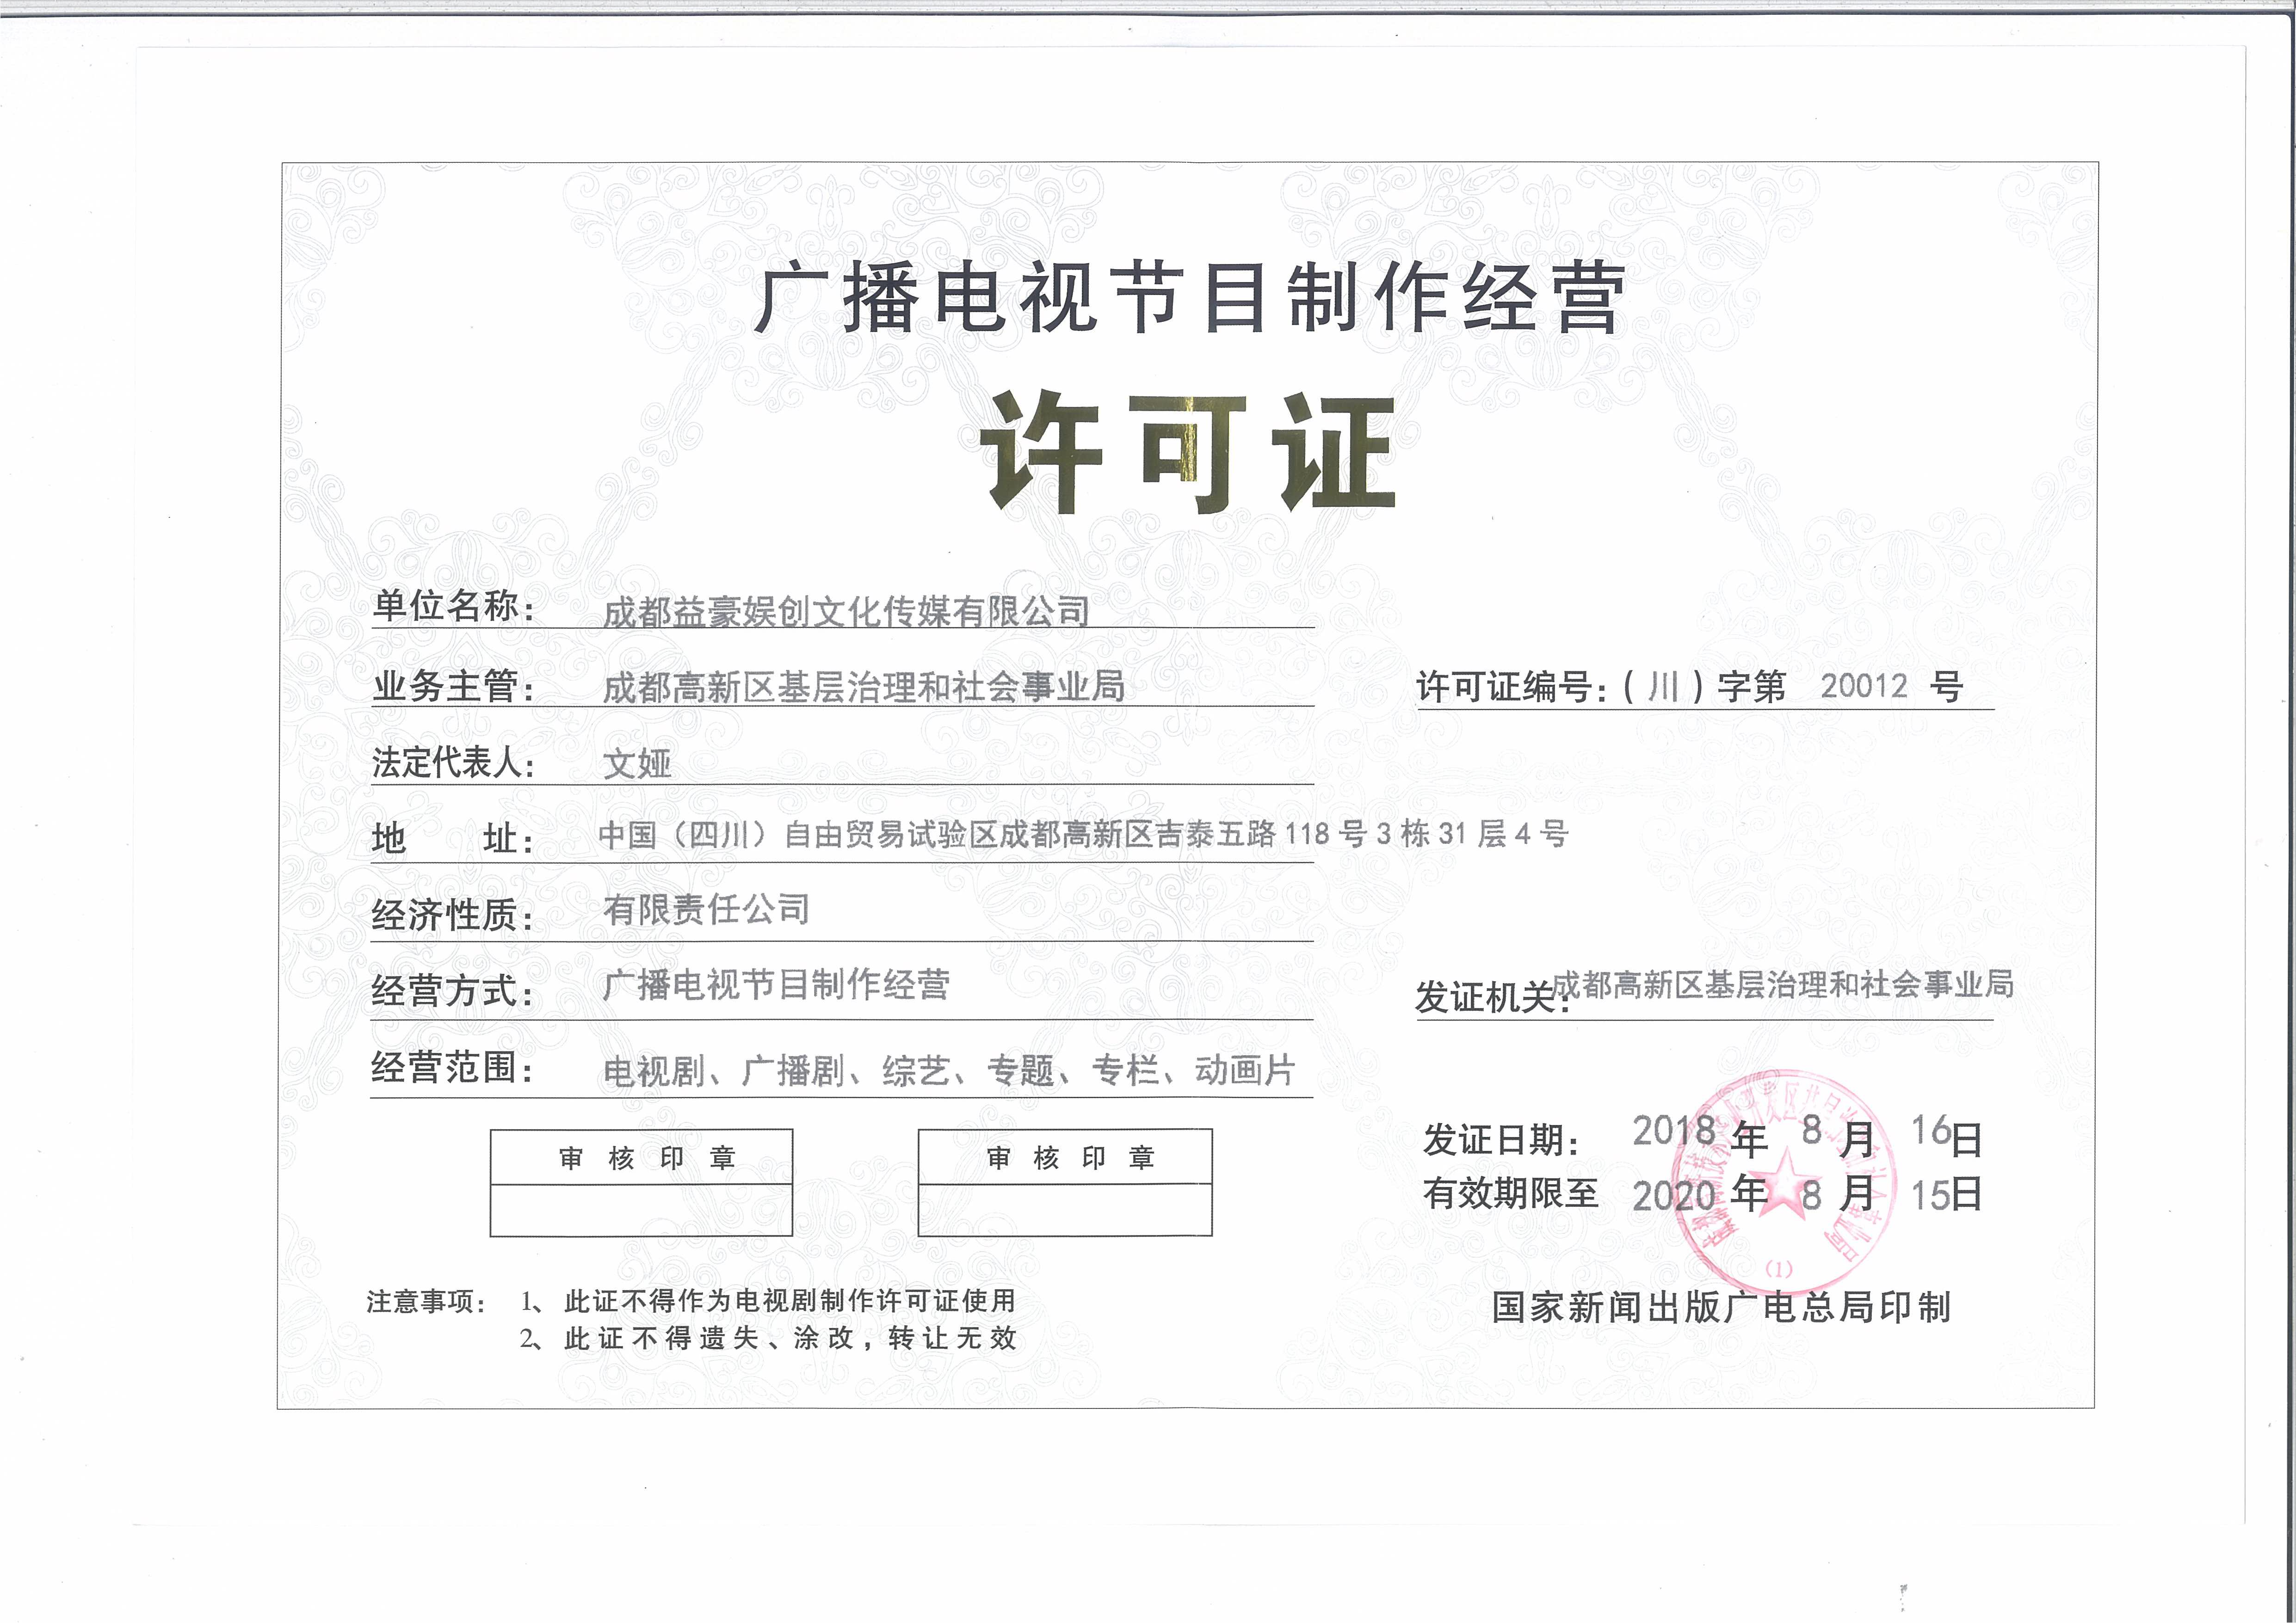 广播电视节目制作经营
许可证
单位名称： 成都益豪娱创文化传媒有限公司
业务主管： 成都高新区基层治理和社会事业局
许可证编号：（川）字第 20012 号
法定代表人： 文娅
地 址： 中国（四川）自由贸易试验区成都高新区吉泰五路 118 号 3 栋 31 层 4 号
经济性质： 有限责任公司
经营方式： 广播电视节目制作经营
发证机关： 成都高新区基层治理和社会事业局
经营范围： 电视剧、广播剧、综艺、专题、专栏、动画片
审核印章
审核印章
发证日期： 2018 年 8 月 16日
有效期限至 2020 年 8 月 15日
(1)
注意事项： 1、此证不得作为电视剧制作许可证使用
2、此证不得遗失、涂改，转让无效
国家新闻出版广电总局印制